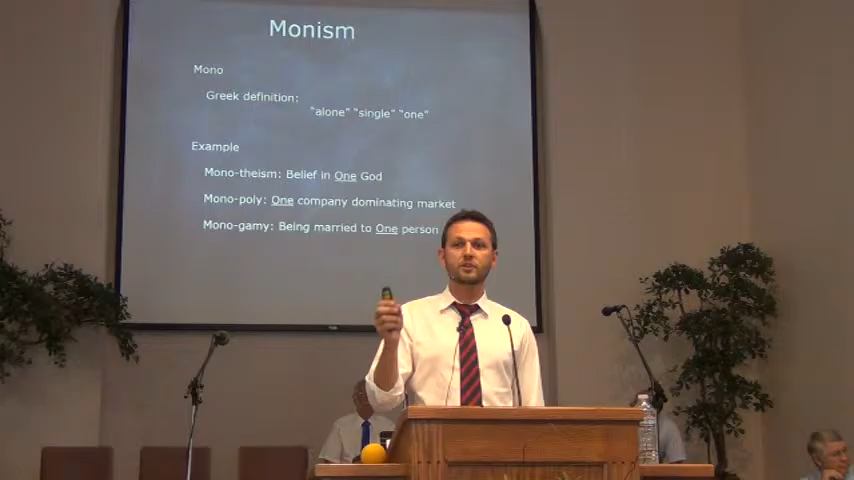 Monism
Mono
Greek definition:
"alone" "single" "one"
Example
Mono-theism: Belief in One God
Mono-poly: One company dominating market
Mono-gamy: Being married to One person